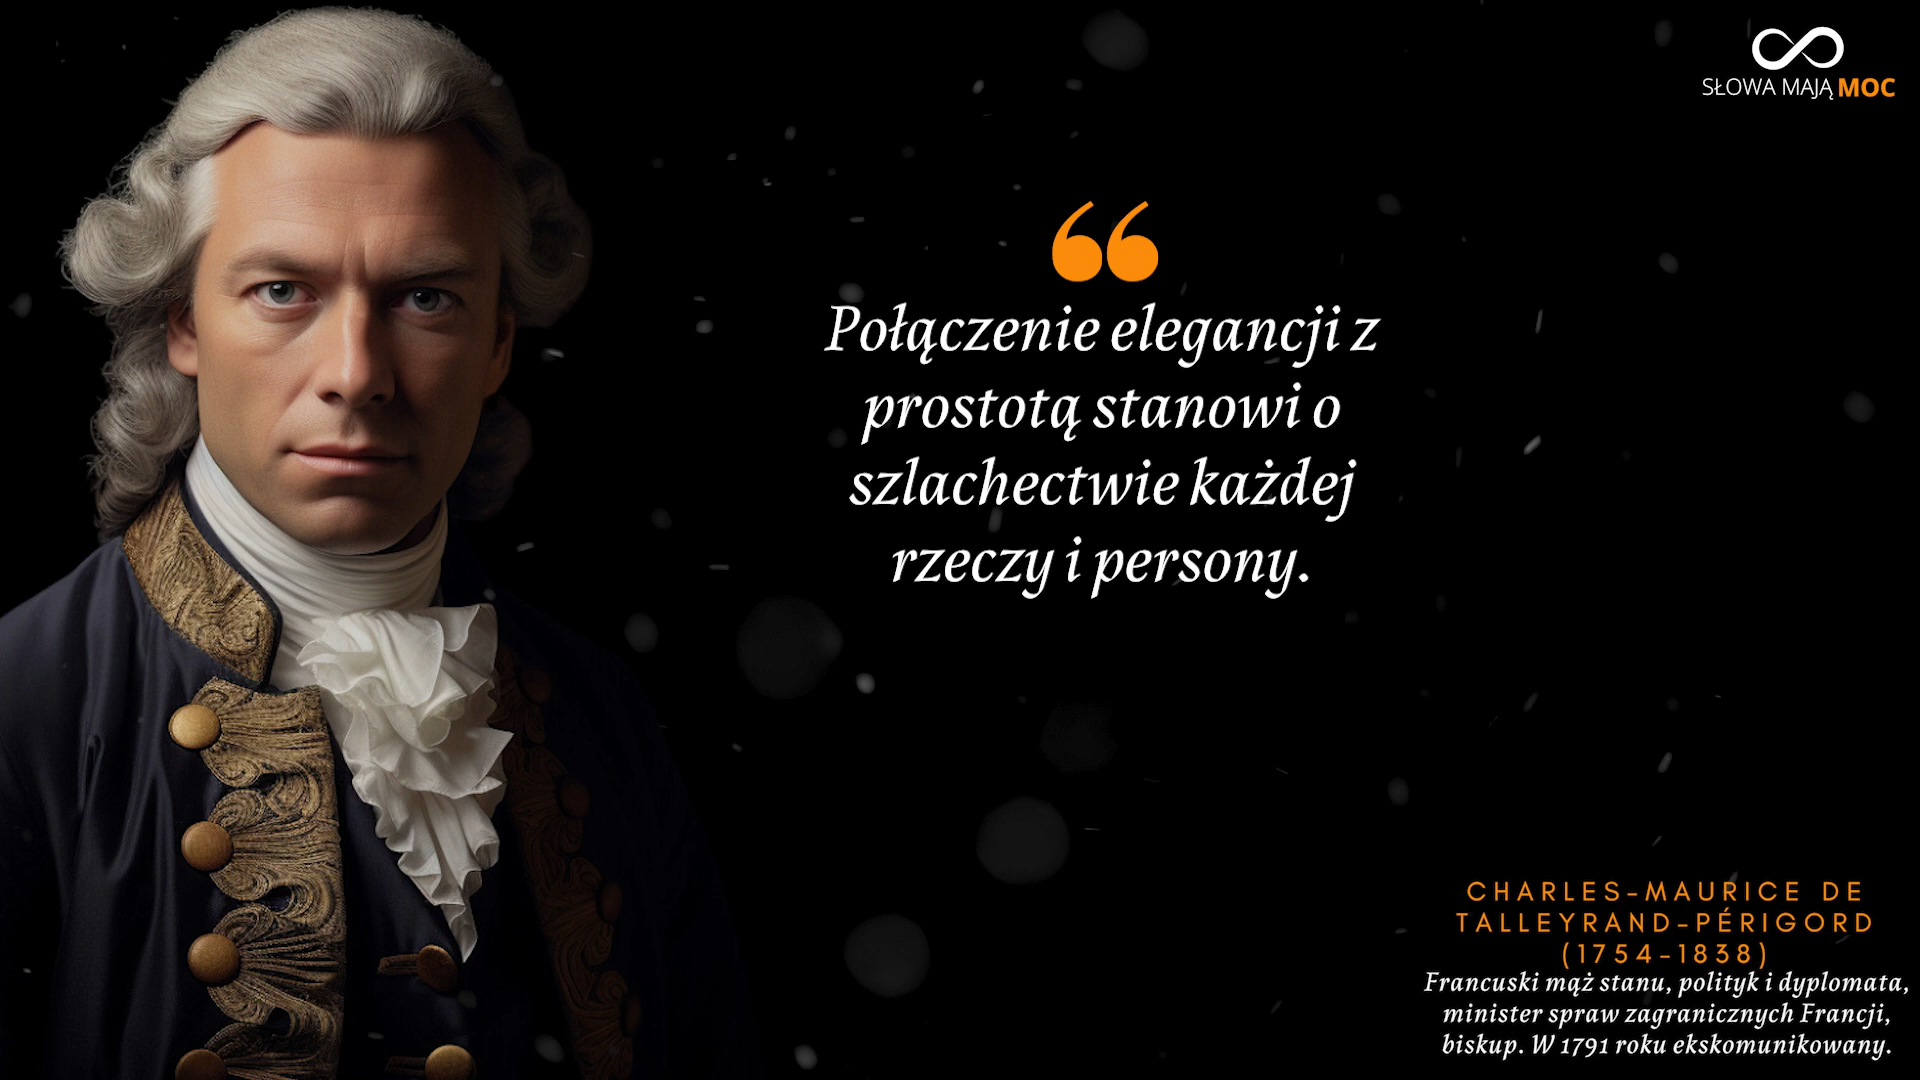 SŁOWA MAJĄ MOC
Połączenie elegancji z
prostotą stanowi o
szlachectwie każdej
rzeczy i persony.
CHARLES-MAURICE DE
TALLEYRAND-PÉRIGORD
(1754-1838)
Francuski mąż stanu, polityk i dyplomata,
minister spraw zagranicznych Francji,
biskup. W 1791 roku ekskomunikowany.